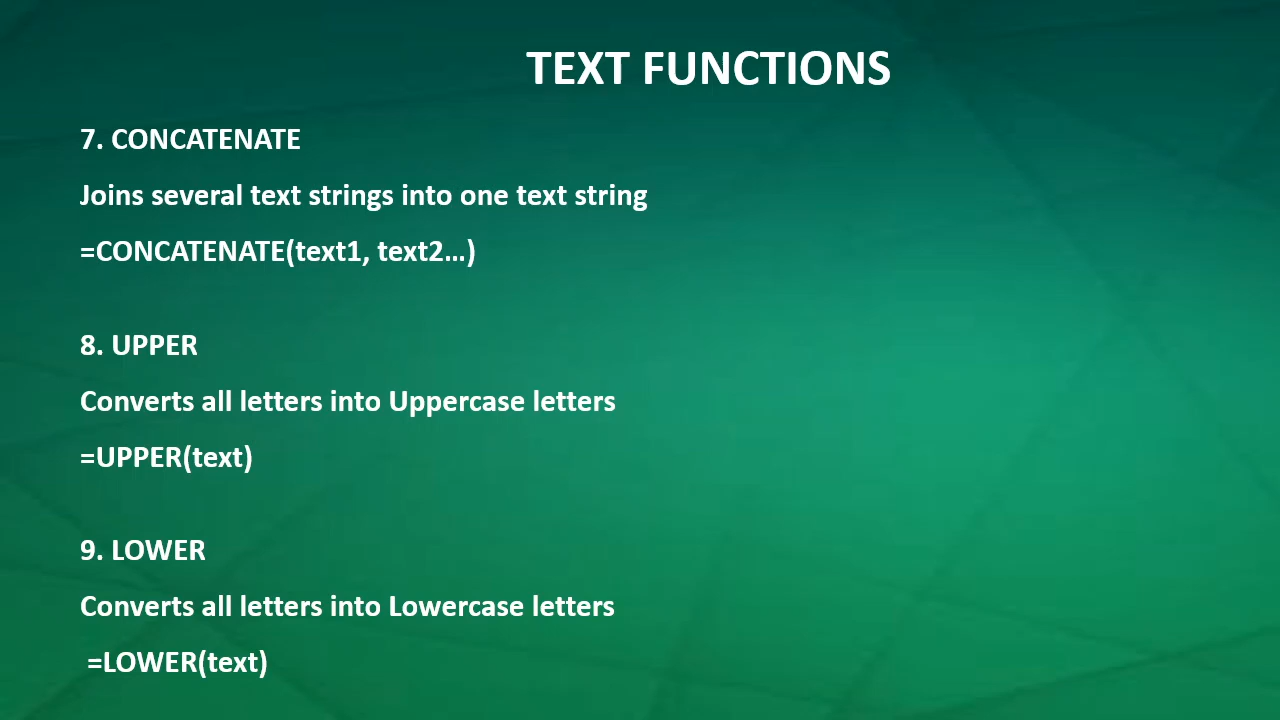 TEXT FUNCTIONS
7. CONCATENATE
Joins several text strings into one text string
=CONCATENATE(text1, text2…)
8. UPPER
Converts all letters into Uppercase letters
=UPPER(text)
9. LOWER
Converts all letters into Lowercase letters
=LOWER(text)